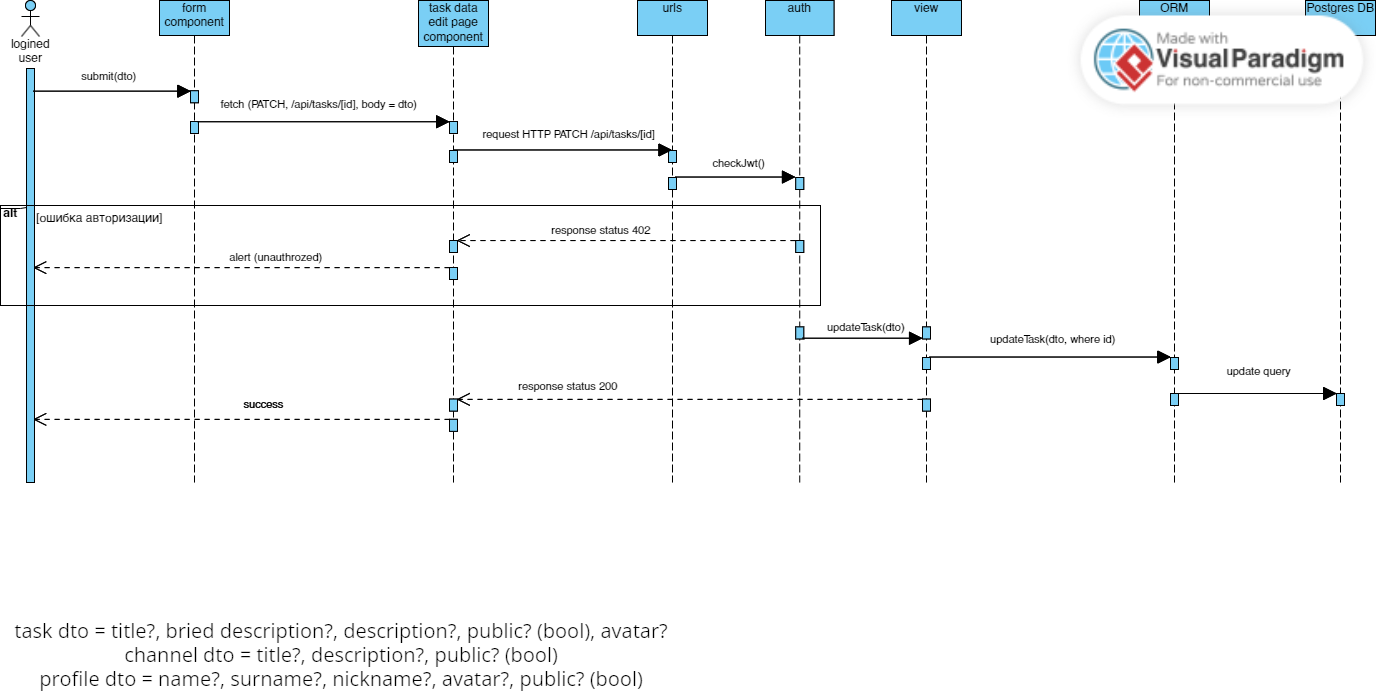 form
component
task data
edit page
component
urls
auth
view
ORM
Postgres DB
Made with
Visual Paradigm
For non-commercial use
logined
user
submit(dto)
fetch (PATCH, /api/tasks/[id], body = dto)
request HTTP PATCH /api/tasks/[id]
checkJwt()
alt
[ошибка авторизации]
response status 402
alert (unauthrozed)
updateTask(dto)
updateTask(dto, where id)
update query
response status 200
success
task dto = title?, bried description?, description?, public? (bool), avatar?
channel dto = title?, description?, public? (bool)
profile dto = name?, surname?, nickname?, avatar?, public? (bool)